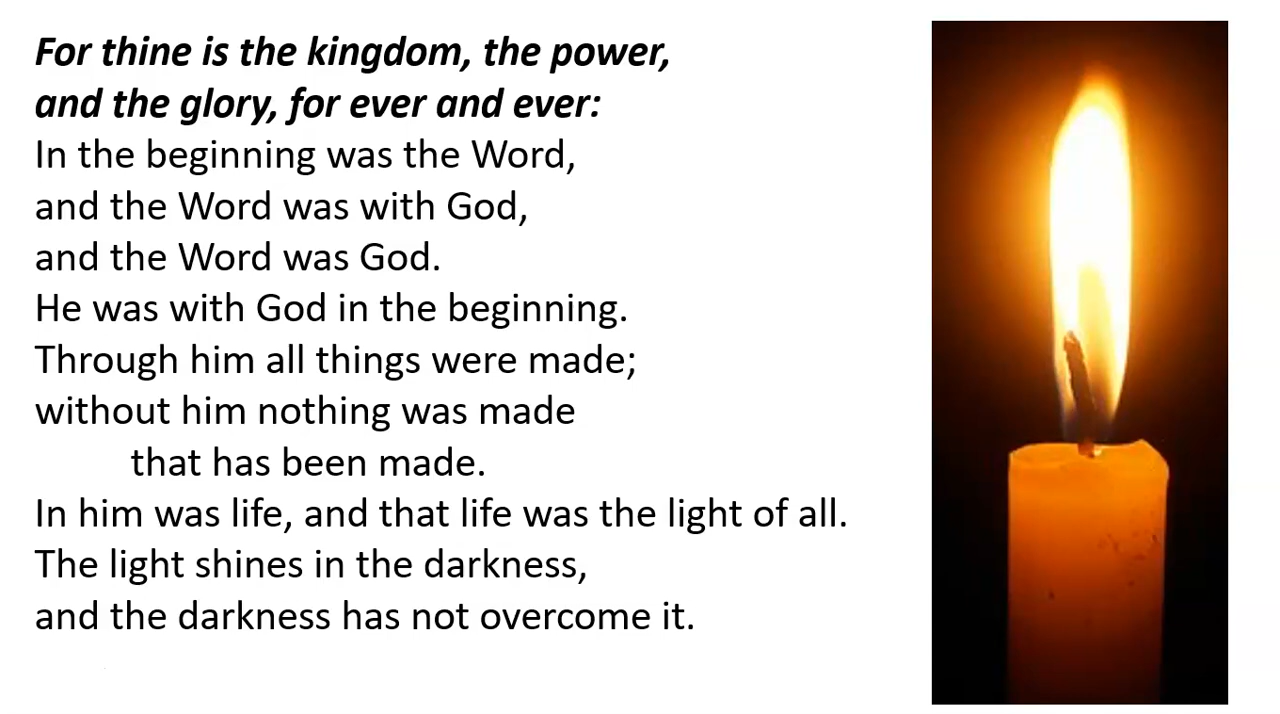 For thine is the kingdom, the power,
and the glory, for ever and ever:
In the beginning was the Word,
and the Word was with God,
and the Word was God.
He was with God in the beginning.
Through him all things were made;
without him nothing was made
that has been made.
In him was life, and that life was the light of all.
The light shines in the darkness,
and the darkness has not overcome it.